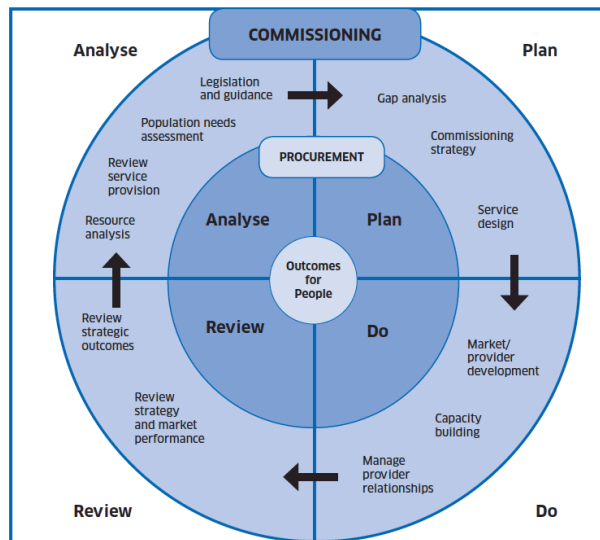 COMMISSIONING
Analyse
Plan
Legislation
and guidance
Gap analysis
Population needs
assessment
Commissioning
strategy
PROCUREMENT
Review
service
provision
Analyse
Plan
Resource
analysis
Service
design
Outcomes
for
People
Review
strategic
outcomes
Review
Do
Market/
provider
development
Review
strategy
and market
performance
Capacity
building
Manage
provider
relationships
Review
Do